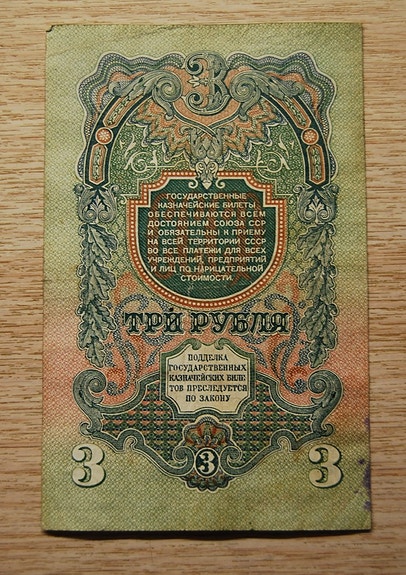 3
ГОСУДАРСТВЕННЫЕ
КАЗНАЧЕЙСКИЕ БИЛЕТЫ
ОБЕСПЕЧИВАЮТСЯ ВСЕМ
ДОСТОЯНИЕМ СОЮЗА ССР
И ОБЯЗАТЕЛЬНЫ К ПРИЕМУ
НА ВСЕЙ ТЕРРИТОРИИ СССР
ВО ВСЕ ПЛАТЕЖИ ДЛЯ ВСЕХ
УЧРЕЖДЕНИЙ, ПРЕДПРИЯТИЙ
И ЛИЦ ПО НАРИЦАТЕЛЬНОЙ
СТОИМОСТИ.
ТРИ РУБЛЯ
ПОДДЕЛКА
ГОСУДАРСТВЕННЫХ
КАЗНАЧЕЙСКИХ БИЛЕ
ТОВ ПРЕСЛЕДУЕТСЯ
ПО ЗАКОНУ
3 3 3